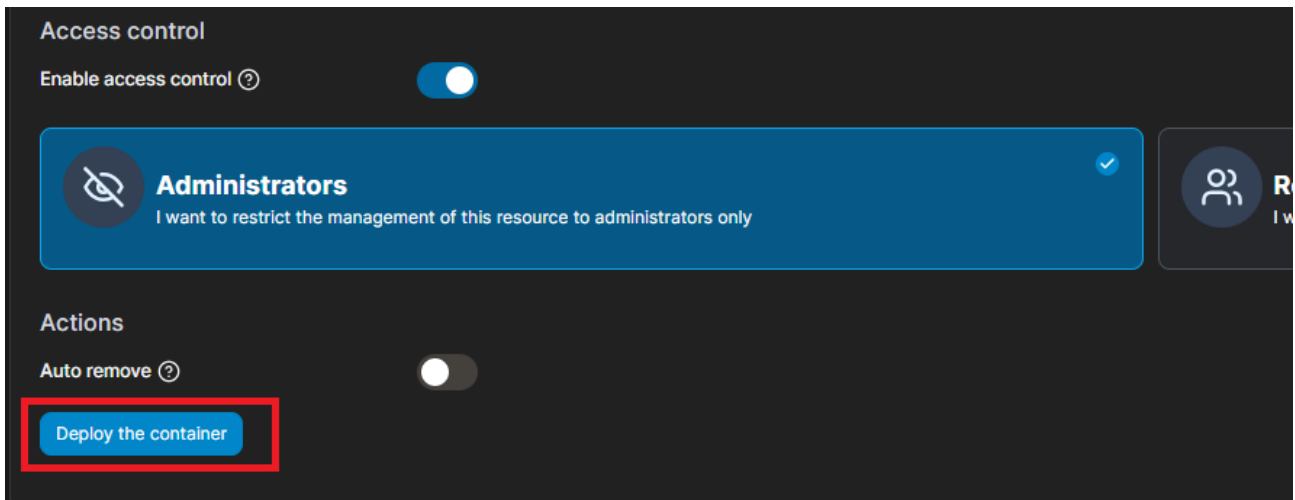 Access control
Enable access control
Administrators
I want to restrict the management of this resource to administrators only
R
I w
Actions
Auto remove
Deploy the container